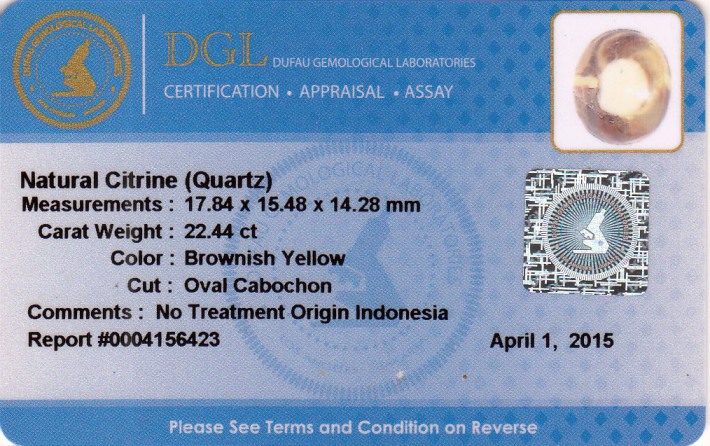 DUFAU GEMOLOGICAL LABORATORIES
DGL DUFAU GEMOLOGICAL LABORATORIES
CERTIFICATION • APPRAISAL • ASSAY
Natural Citrine (Quartz)
Measurements : 17.84 x 15.48 x 14.28 mm
Carat Weight : 22.44 ct
Color : Brownish Yellow
Cut : Oval Cabochon
Comments : No Treatment Origin Indonesia
Report #0004156423
April 1, 2015
Please See Terms and Condition on Reverse